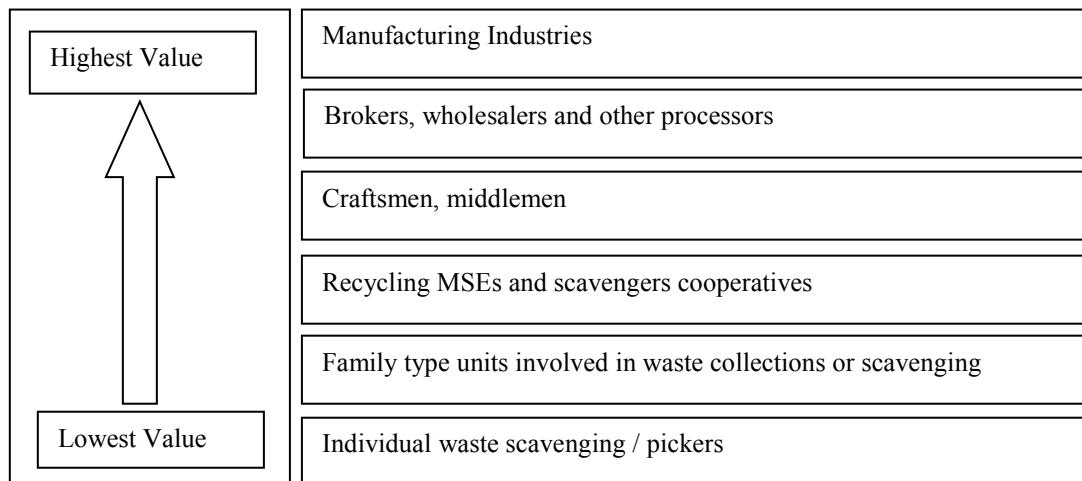 Highest Value
Lowest Value
Manufacturing Industries
Brokers, wholesalers and other processors
Craftsmen, middlemen
Recycling MSEs and scavengers cooperatives
Family type units involved in waste collections or scavenging
Individual waste scavenging / pickers